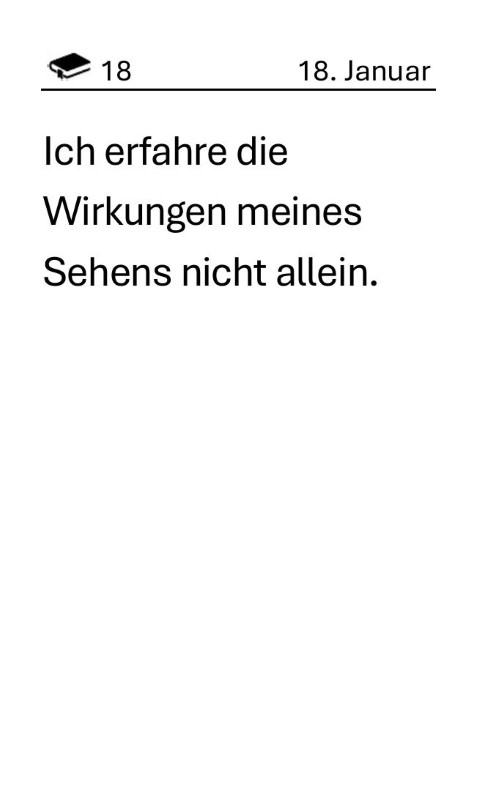 18 18. Januar
Ich erfahre die
Wirkungen meines
Sehens nicht allein.